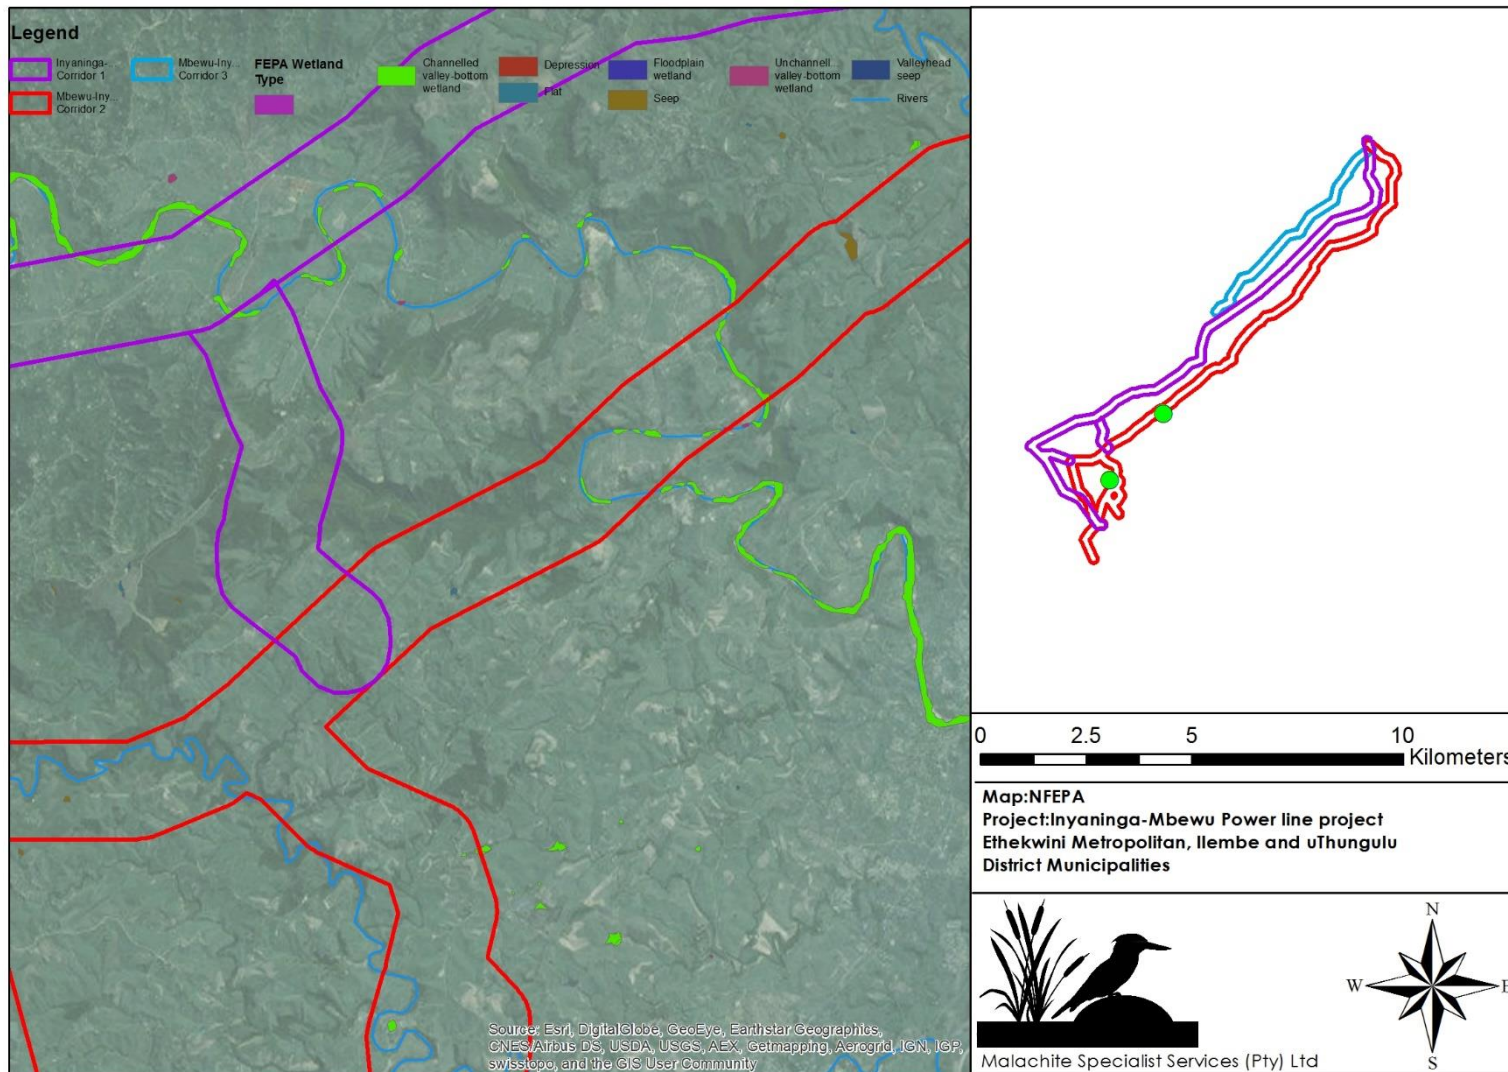 Legend
Inyaninga-
Corridor 1
Mbewu-Iny...
Corridor 2
Mbewu-Iny...
Corridor 3
FEPA Wetland
Type
Channelled
valley-bottom
wetland
Depression
Flat
Floodplain
wetland
Seep
Unchannell...
valley-bottom
wetland
Valleyhead
seep
Rivers
Source: Esri, DigitalGlobe, GeoEye, Earthstar Geographics,
CNES/Airbus DS, USDA, USGS, AEX, Getmapping, Aerogrid, IGN, IGP,
swisstopo, and the GIS User Community
0 2.5 5 10
Kilometers
Map:NFEPA
Project:Inyaninga-Mbewu Power line project
Ethekwini Metropolitan, Ilembe and uThungulu
District Municipalities
Malachite Specialist Services (Pty) Ltd
N
W
E
S